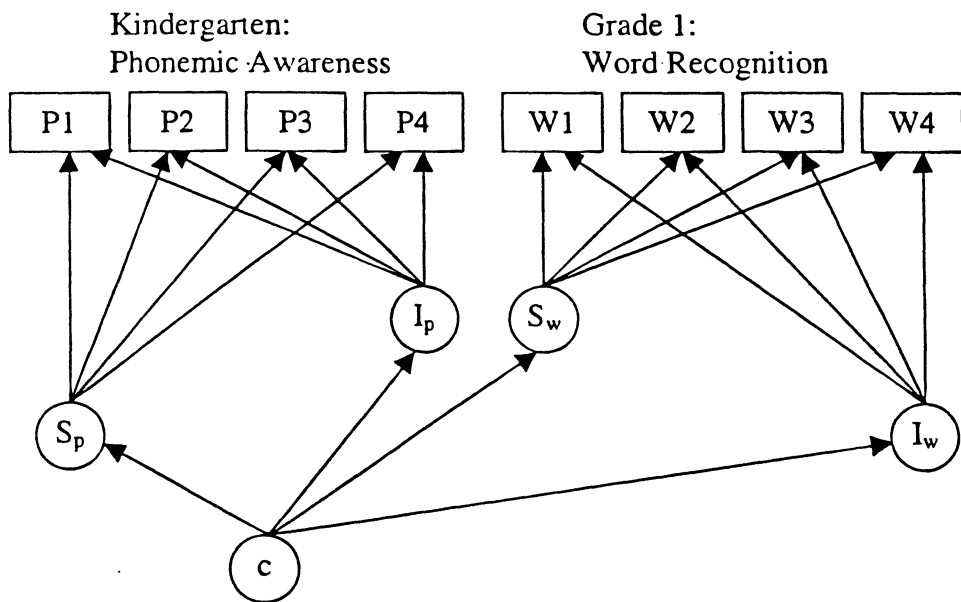 Kindergarten:
Phonemic Awareness
Grade 1:
Word Recognition
P1 P2 P3 P4 W1 W2 W3 W4
Ip Sw
Sp Iw
c